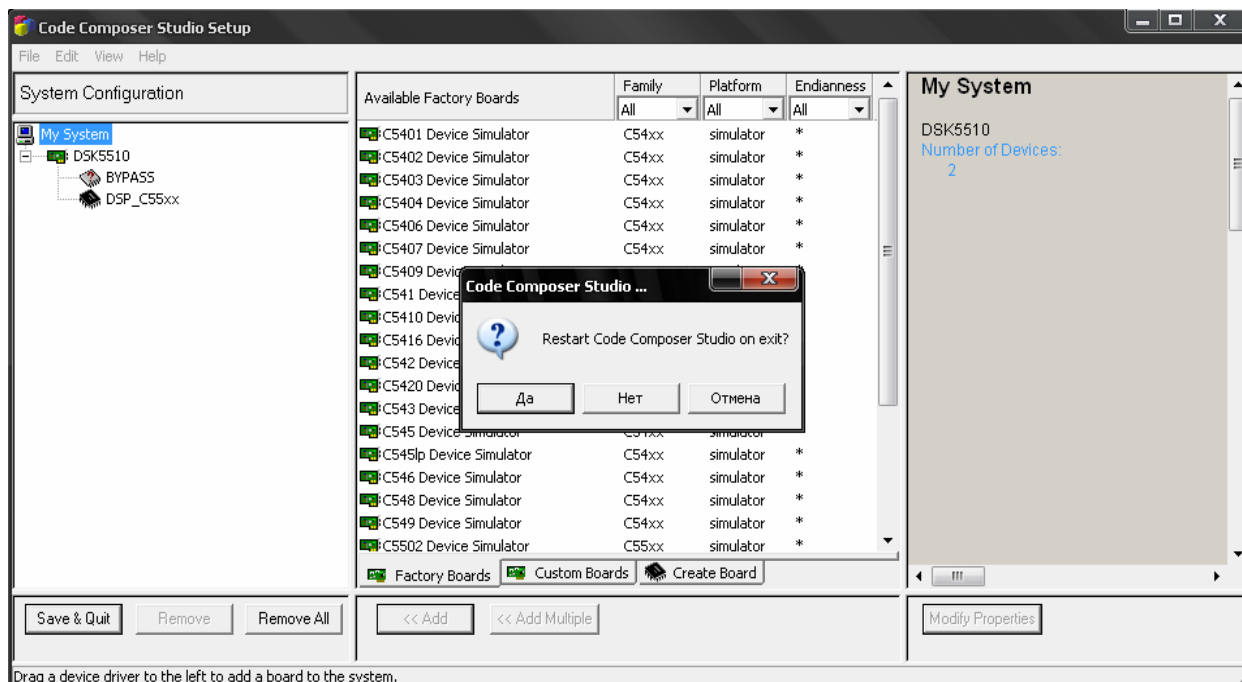 Code Composer Studio Setup
File Edit View Help
System Configuration
My System
DSK5510
BYPASS
DSP_C55xx
Available Factory Boards Family Platform Endianness
All All All
C5401 Device Simulator C54xx simulator *
C5402 Device Simulator C54xx simulator *
C5403 Device Simulator C54xx simulator *
C5404 Device Simulator C54xx simulator *
C5406 Device Simulator C54xx simulator *
C5407 Device Simulator C54xx simulator *
C5409 Devic
C541 Device
C5410 Devic
C5416 Devic
C542 Device
C5420 Devic
C543 Device
C545 Device Simulator C54xx simulator
C545lp Device Simulator C54xx simulator *
C546 Device Simulator C54xx simulator *
C548 Device Simulator C54xx simulator *
C549 Device Simulator C54xx simulator *
C5502 Device Simulator C55xx simulator *
Factory Boards Custom Boards Create Board
Code Composer Studio ...
Restart Code Composer Studio on exit?
Да Нет Отмена
My System
DSK5510
Number of Devices:
2
Save & Quit Remove Remove All << Add << Add Multiple Modify Properties
Drag a device driver to the left to add a board to the system.